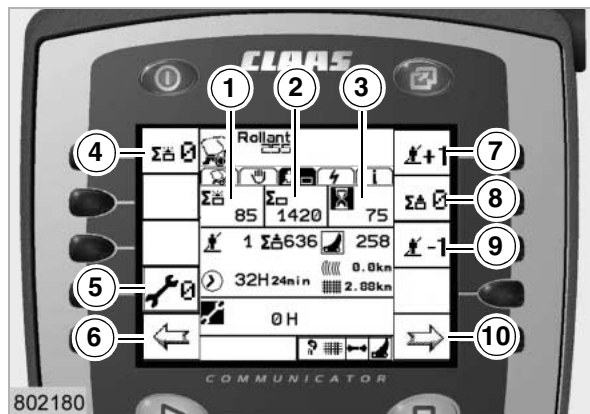 CLAAS
1
2
3
4
Σ 0
Rollant
255
+1
7
i
Σ 85
Σ 1420
75
Σ 0
8
1
Σ 636
258
-1
9
32H 24min
0.0km
2.88km
5
0
0 H
6
10
COMMUNICATOR
802180